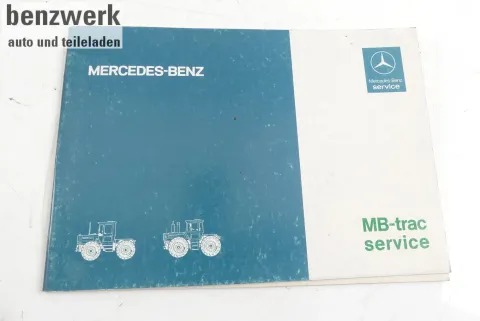 benzwerk
auto und teileladen
MERCEDES-BENZ
Mercedes-Benz
service
MB-trac
service